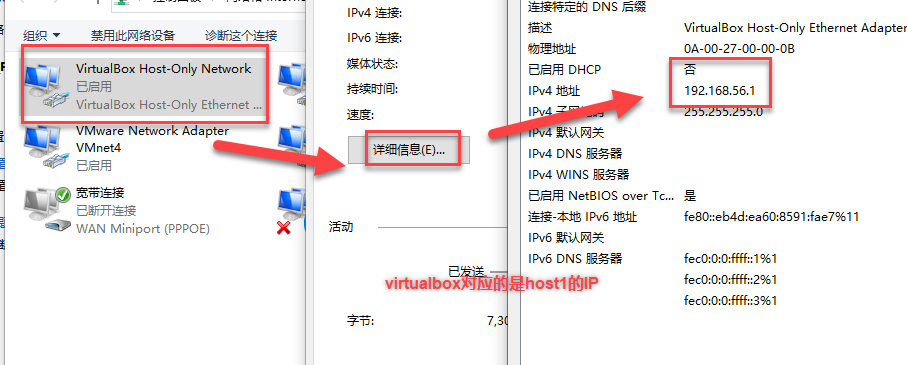 组织
禁用此网络设备
诊断这个连接
VirtualBox Host-Only Network
已启用
VirtualBox Host-Only Ethernet ...
VMware Network Adapter
VMnet4
已启用
宽带连接
已断开连接
WAN Miniport (PPPOE)
IPv4 连接:
IPv6 连接:
媒体状态:
持续时间:
速度:
详细信息(E)...
活动
已发送
字节:
7,30
virtualbox对应的是host1的IP
连接特定的 DNS 后缀
描述 VirtualBox Host-Only Ethernet Adapter
物理地址 0A-00-27-00-00-0B
已启用 DHCP 否
IPv4 地址 192.168.56.1
IPv4 255.255.255.0
IPv4 默认网关
IPv4 DNS 服务器
IPv4 WINS 服务器
已启用 NetBIOS over Tc... 是
连接-本地 IPv6 地址 fe80::eb4d:ea60:8591:fae7%11
IPv6 默认网关
IPv6 DNS 服务器 fec0:0:0:ffff::1%1
fec0:0:0:ffff::2%1
fec0:0:0:ffff::3%1